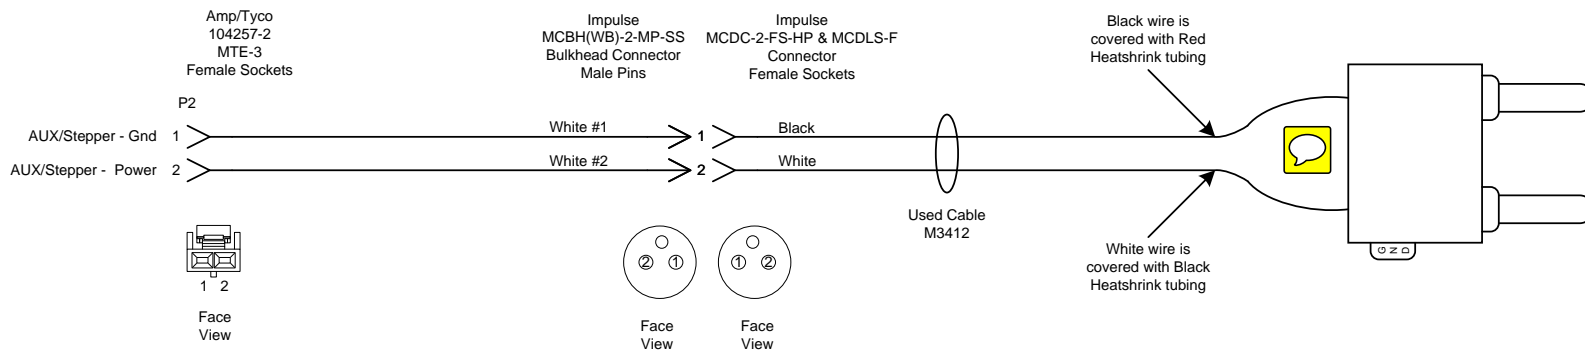 Amp/Tyco
104257-2
MTE-3
Female Sockets
Impulse
MCBH(WB)-2-MP-SS
Bulkhead Connector
Male Pins
Impulse
MCDC-2-FS-HP & MCDLS-F
Connector
Female Sockets
Black wire is
covered with Red
Heatshrink tubing
P2
AUX/Stepper - Gnd 1
White #1
1
Black
AUX/Stepper - Power 2
White #2
2
White
Used Cable
M3412
White wire is
covered with Black
Heatshrink tubing
GND
2 1
1 2
1 2
Face
View
Face
View
Face
View